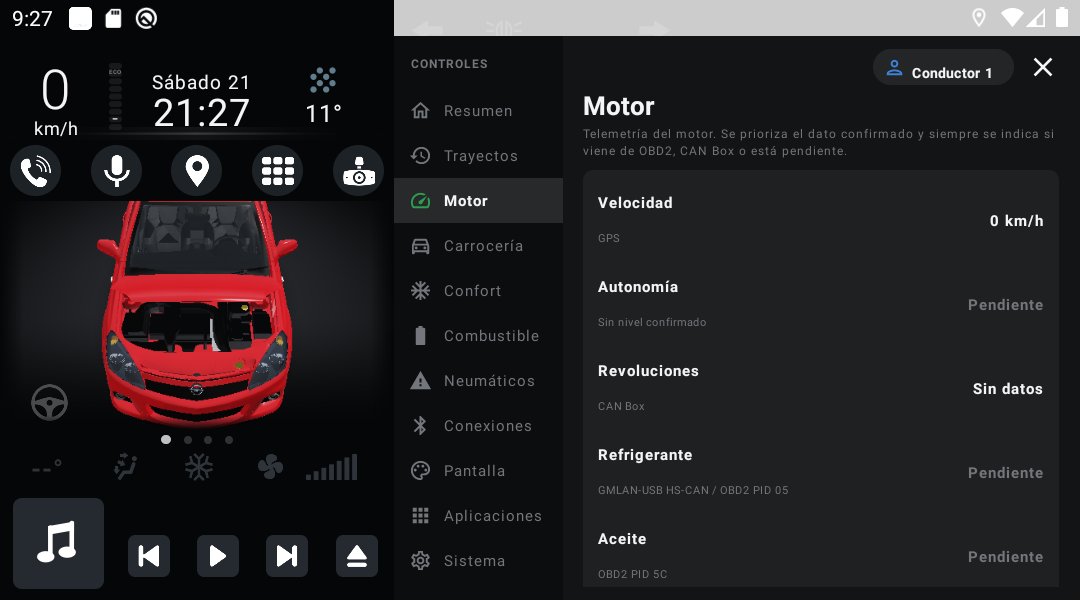 9:27
0
km/h
ECO
Sábado 21
21:27
11°
--°
CONTROLES
Resumen
Trayectos
Motor
Carrocería
Confort
Combustible
Neumáticos
Conexiones
Pantalla
Aplicaciones
Sistema
Conductor 1
Motor
Telemetría del motor. Se prioriza el dato confirmado y siempre se indica si
viene de OBD2, CAN Box o está pendiente.
Velocidad
0 km/h
GPS
Autonomía
Pendiente
Sin nivel confirmado
Revoluciones
Sin datos
CAN Box
Refrigerante
Pendiente
GMLAN-USB HS-CAN / OBD2 PID 05
Aceite
Pendiente
OBD2 PID 5C